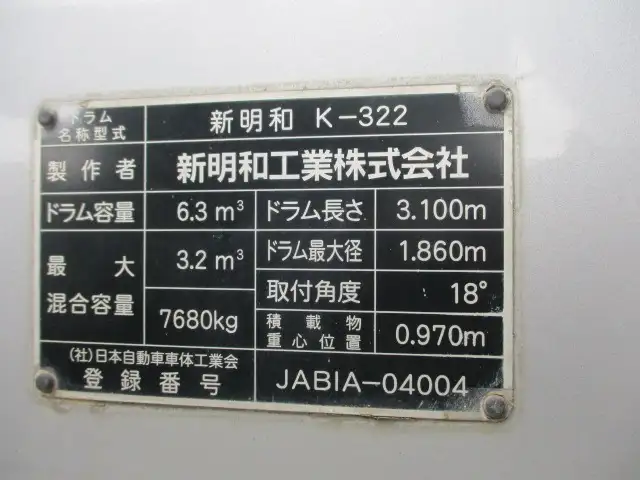 ドラム
名称型式
新明和 K-322
製作者
新明和工業株式会社
ドラム容量
6.3 m³
ドラム長さ
3.100m
最大
混合容量
3.2 m³
7680kg
ドラム最大径
1.860m
取付角度
18°
積載物
重心位置
0.970m
(社)日本自動車車体工業会
登録番号
JABIA-04004